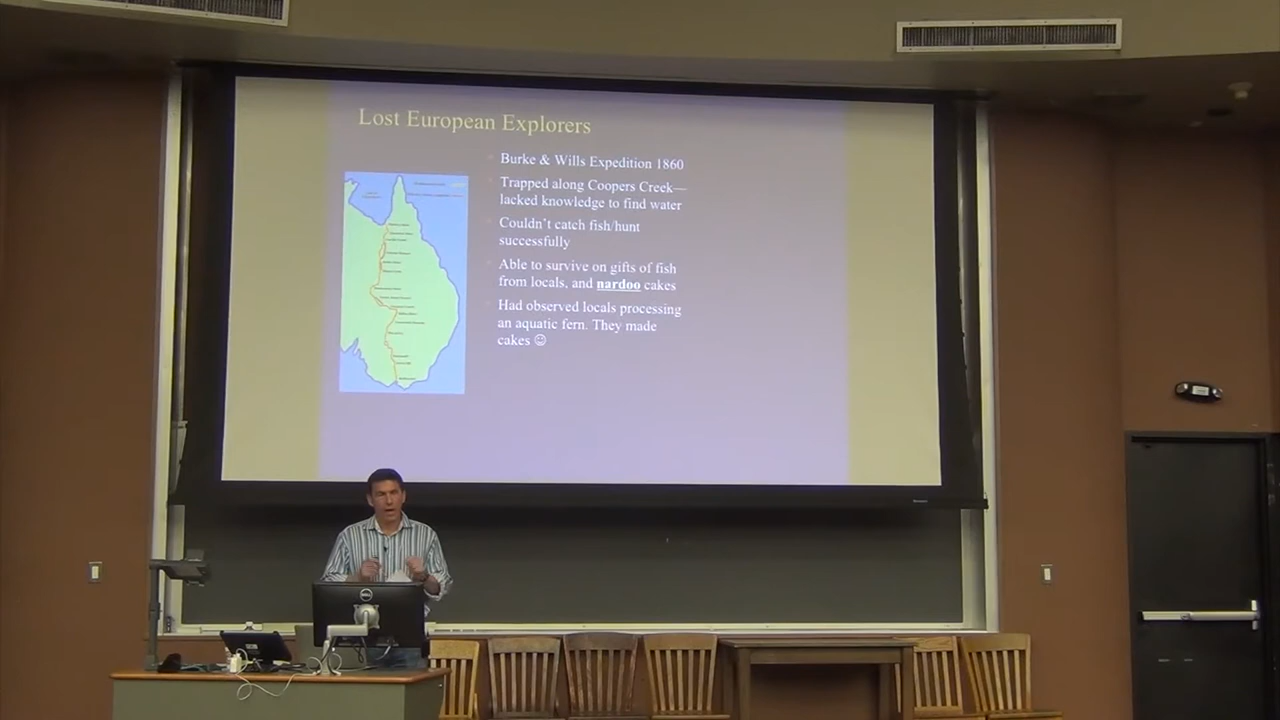 Lost European Explorers
Burke & Wills Expedition 1860
Trapped along Coopers Creek—
lacked knowledge to find water
Couldn't catch fish/hunt
successfully
Able to survive on gifts of fish
from locals, and nardoo cakes
Had observed locals processing
an aquatic fern. They made
cakes ☺
DELL